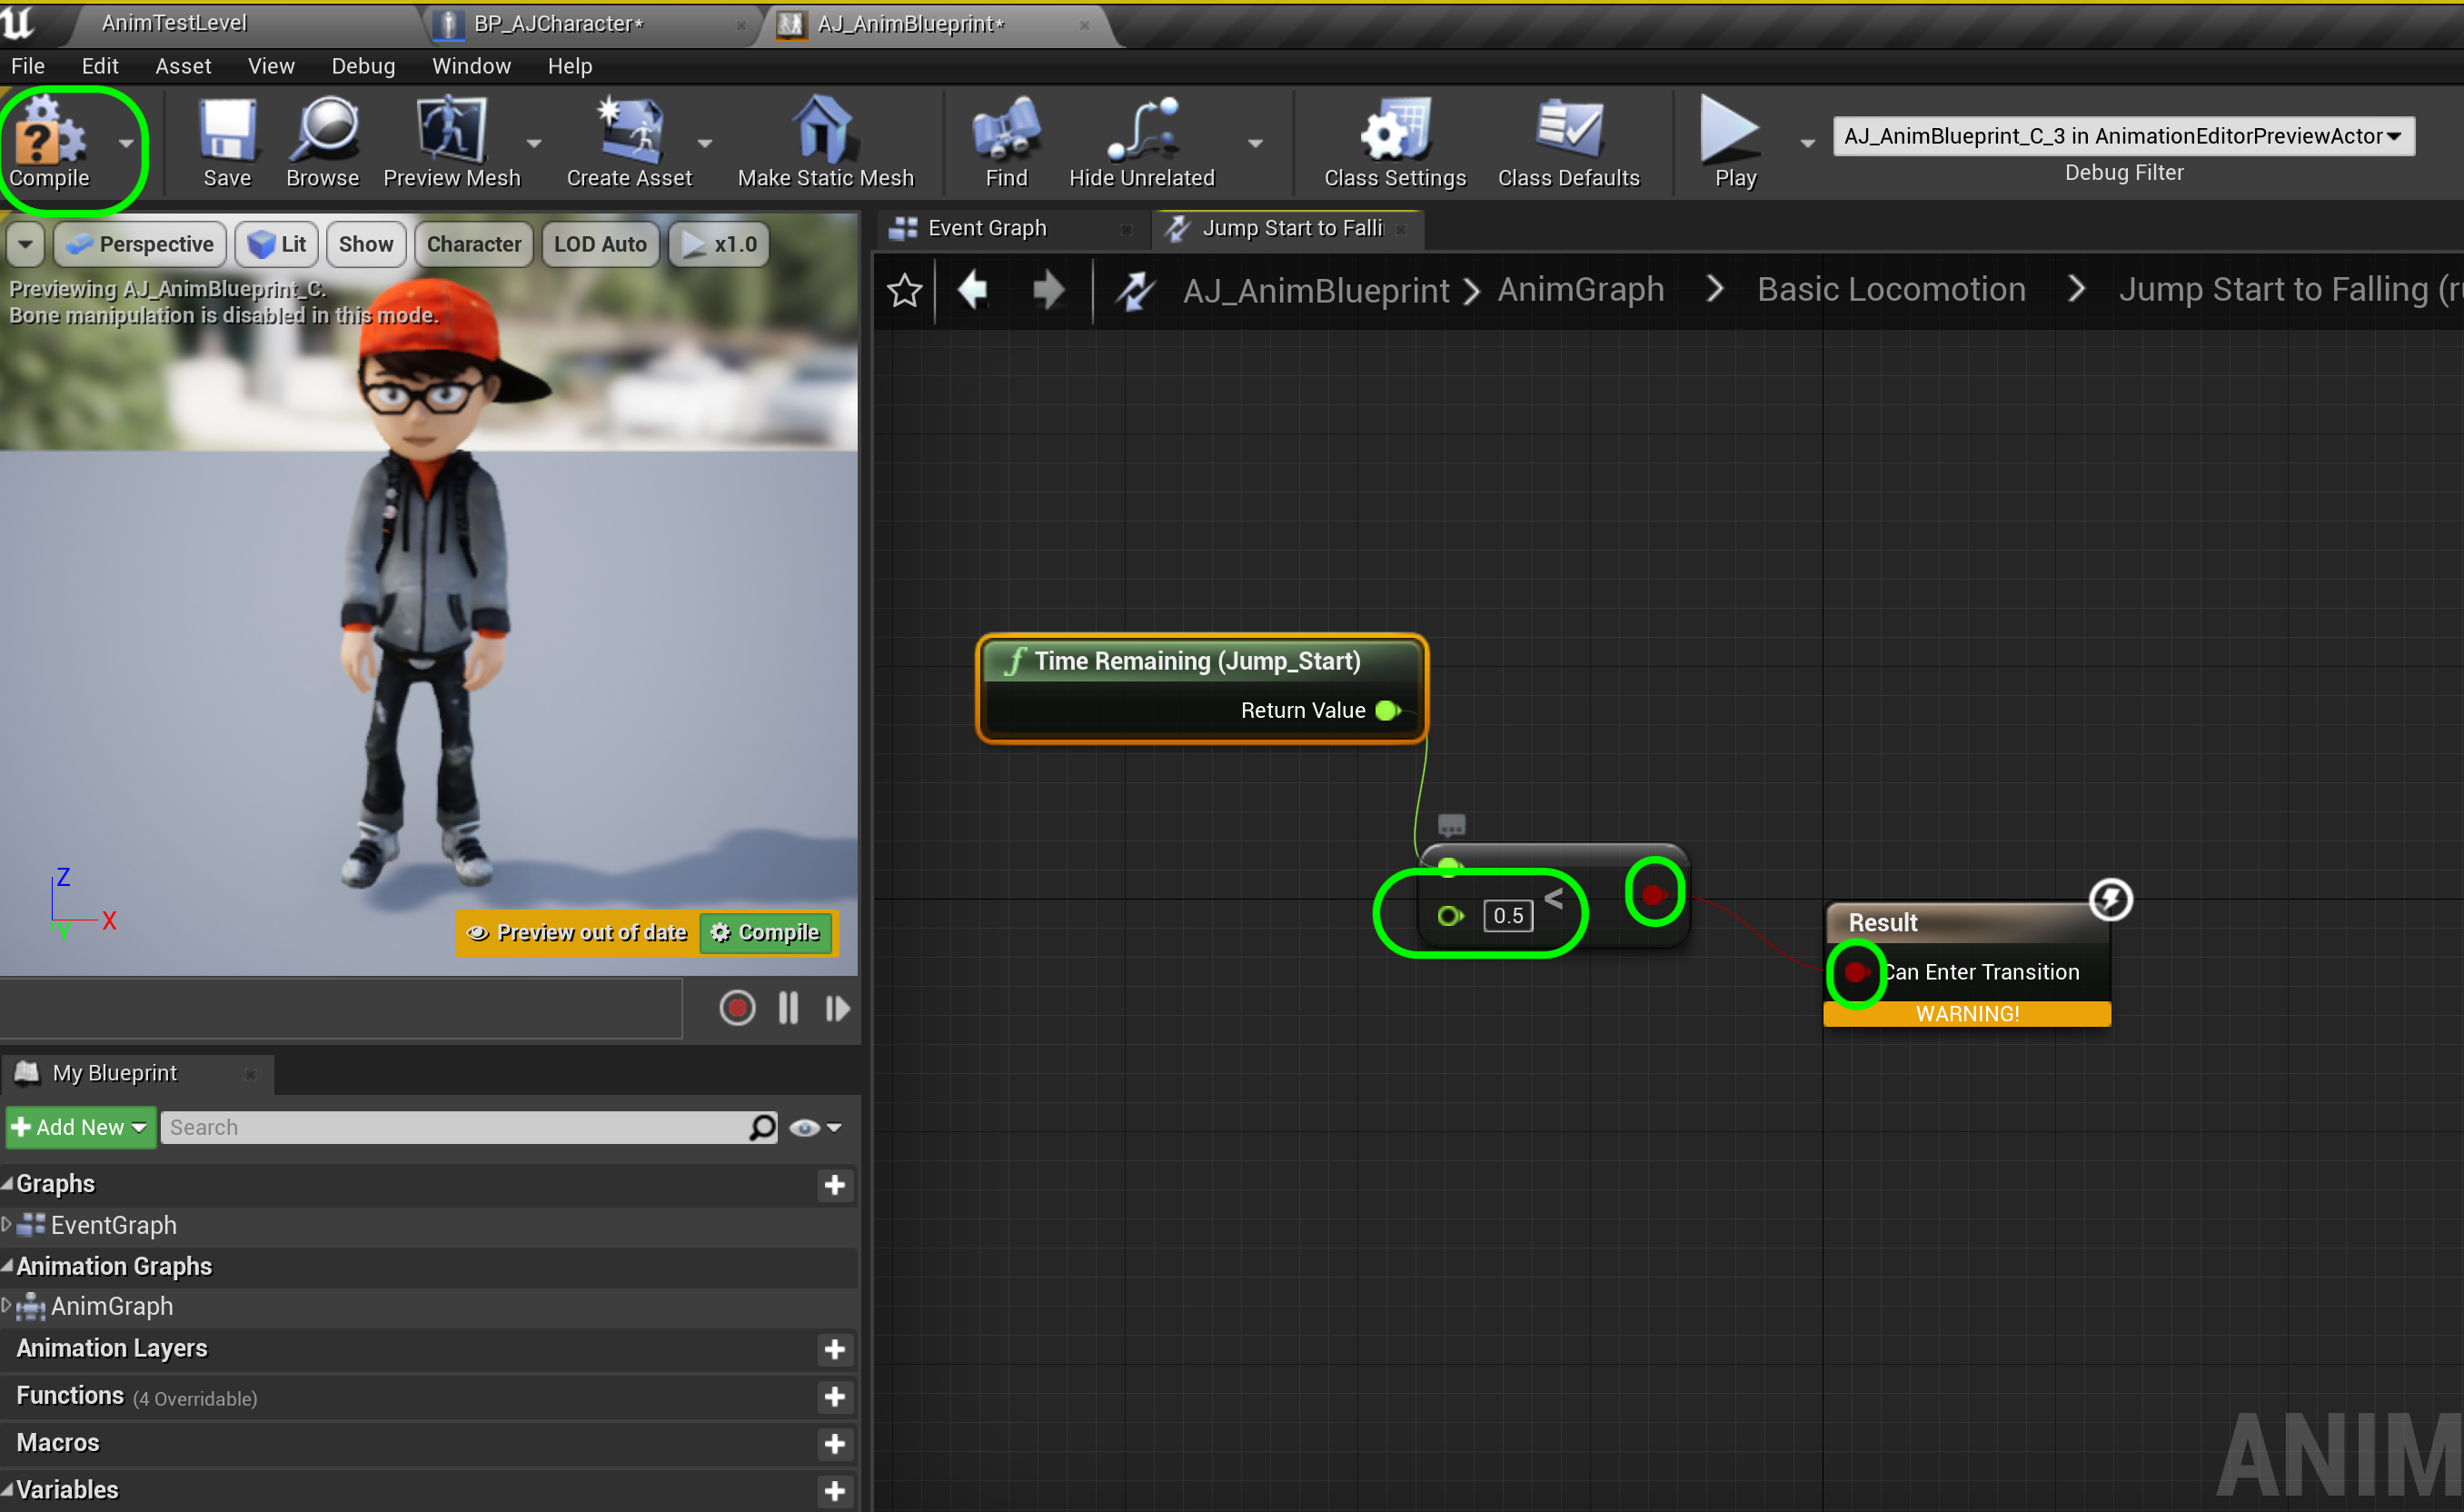 AnimTestLevel
BP_AJCharacter*
AJ_AnimBlueprint*
File Edit Asset View Debug Window Help
Compile
Save
Browse
Preview Mesh
Create Asset
Make Static Mesh
Find
Hide Unrelated
Class Settings
Class Defaults
Play
AJ_AnimBlueprint_C_3 in AnimationEditorPreviewActor
Debug Filter
Perspective
Lit
Show
Character
LOD Auto
x1.0
Previewing AJ_AnimBlueprint_C.
Bone manipulation is disabled in this mode.
Z
X
Y
Preview out of date
Compile
Event Graph
Jump Start to Falli
AJ_AnimBlueprint > AnimGraph > Basic Locomotion > Jump Start to Falling (ru
f Time Remaining (Jump_Start)
Return Value
0.5 <
Result
Can Enter Transition
WARNING!
My Blueprint
+ Add New
Search
Graphs
EventGraph
Animation Graphs
AnimGraph
Animation Layers
Functions (4 Overridable)
Macros
Variables
ANIM